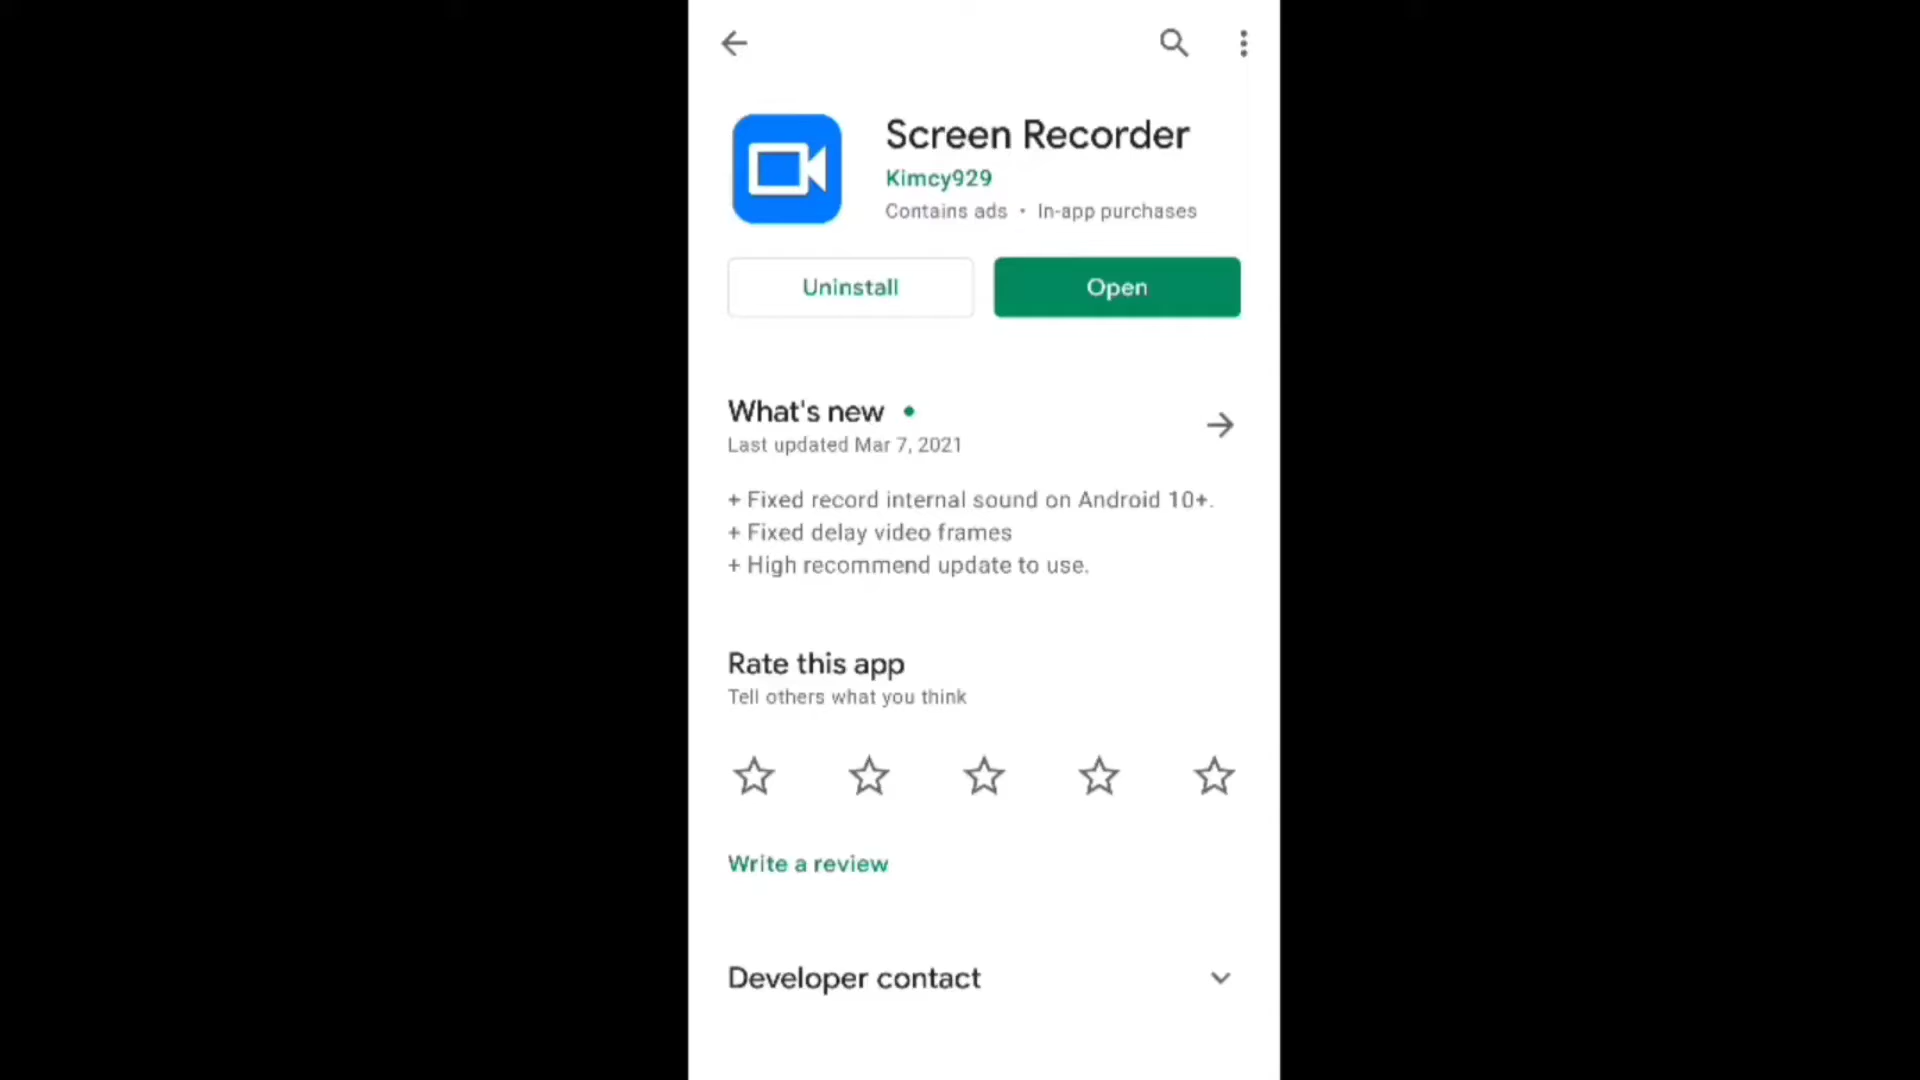 Screen Recorder
Kimcy929
Contains ads • In-app purchases
Uninstall
Open
What's new •
Last updated Mar 7, 2021
+ Fixed record internal sound on Android 10+.
+ Fixed delay video frames
+ High recommend update to use.
Rate this app
Tell others what you think
Write a review
Developer contact